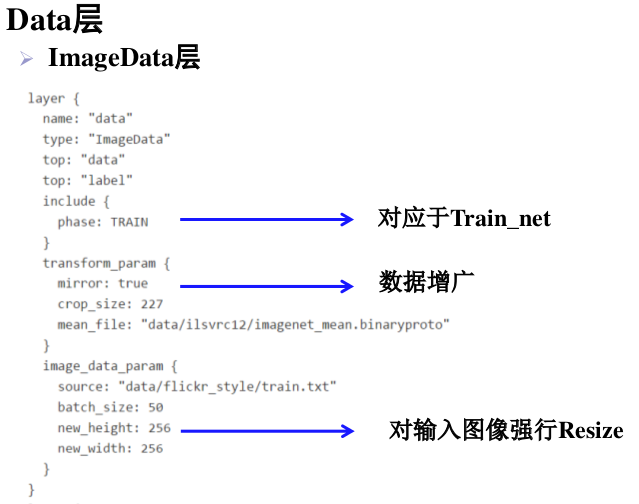 Data层
ImageData层
layer {
name: "data"
type: "ImageData"
top: "data"
top: "label"
include {
phase: TRAIN
对应于Train_net
}
transform_param {
mirror: true
数据增广
crop_size: 227
mean_file: "data/ilsvrc12/imagenet_mean.binaryproto"
}
image_data_param {
source: "data/flickr_style/train.txt"
batch_size: 50
new_height: 256
对输入图像强行Resize
new_width: 256
}
}